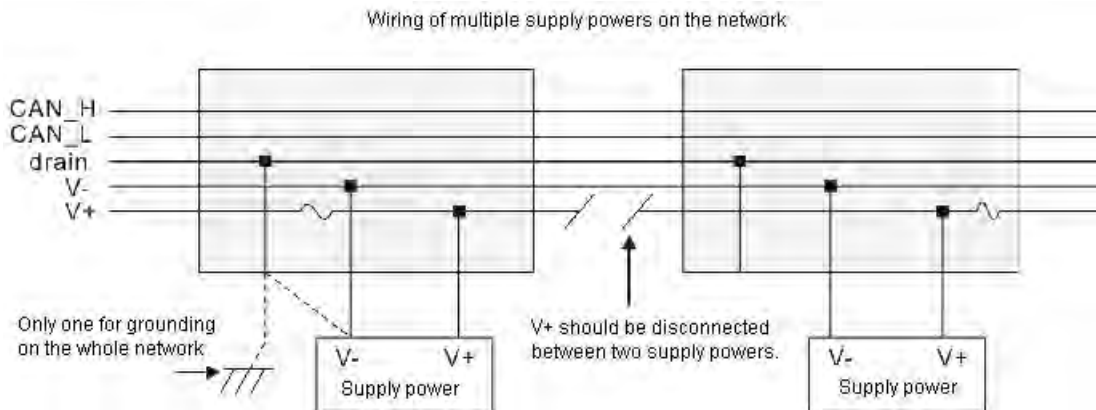 Wiring of multiple supply powers on the network
CAN_H
CAN_L
drain
V-
V+
Only one for grounding
on the whole network
V- V+
Supply power
V+ should be disconnected
between two supply powers.
V- V+
Supply power